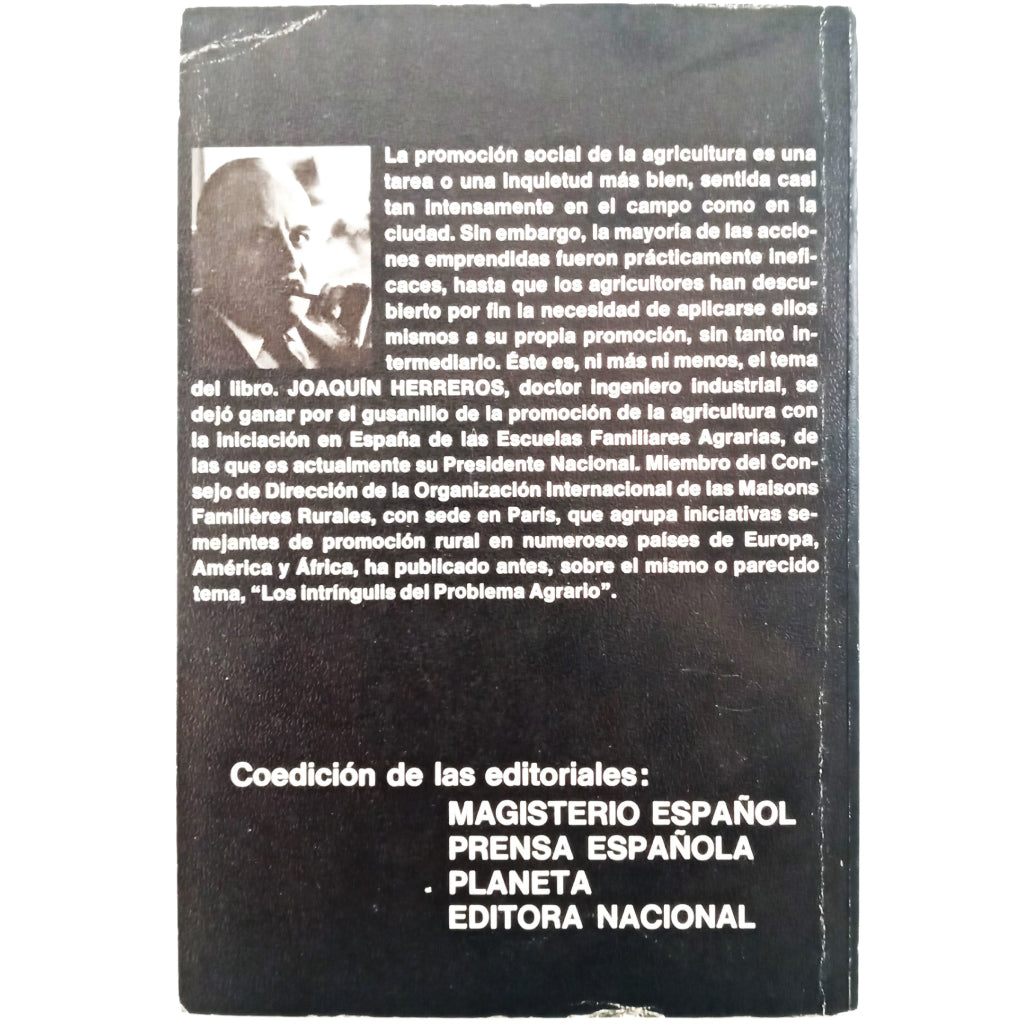 La promoción social de la agricultura es una
tarea o una inquietud más bien, sentida casi
tan intensamente en el campo como en la
ciudad. Sin embargo, la mayoría de las accio-
nes emprendidas fueron prácticamente inefi-
caces, hasta que los agricultores han descu-
bierto por fin la necesidad de aplicarse ellos
mismos a su propia promoción, sin tanto in-
termediario. Éste es, ni más ni menos, el tema
del libro. JOAQUÍN HERREROS, doctor ingeniero industrial, se
dejó ganar por el gusanillo de la promoción de la agricultura con
la iniciación en España de las Escuelas Familiares Agrarias, de
las que es actualmente su Presidente Nacional. Miembro del Con-
sejo de Dirección de la Organización Internacional de las Maisons
Familières Rurales, con sede en París, que agrupa iniciativas se-
mejantes de promoción rural en numerosos países de Europa,
América y África, ha publicado antes, sobre el mismo o parecido
tema, “Los intríngulis del Problema Agrario”.
Coedición de las editoriales:
MAGISTERIO ESPAÑOL
PRENSA ESPAÑOLA
PLANETA
EDITORA NACIONAL